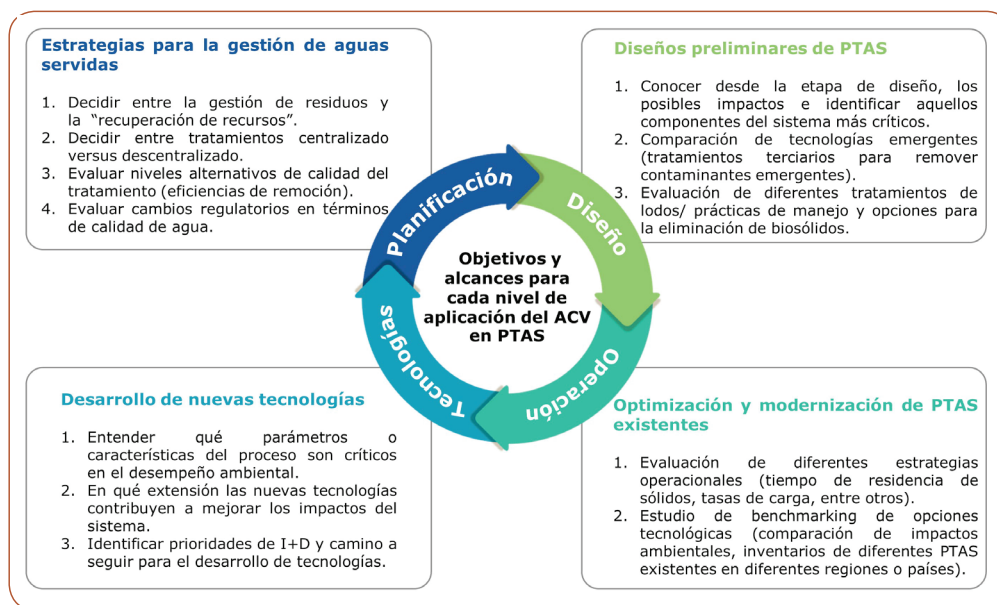 Estrategias para la gestión de aguas
servidas
1. Decidir entre la gestión de residuos y
la “recuperación de recursos”.
2. Decidir entre tratamientos centralizado
versus descentralizado.
3. Evaluar niveles alternativos de calidad del
tratamiento (eficiencias de remoción).
4. Evaluar cambios regulatorios en términos
de calidad de agua.
Diseños preliminares de PTAS
1. Conocer desde la etapa de diseño, los
posibles impactos e identificar aquellos
componentes del sistema más críticos.
2. Comparación de tecnologías emergentes
(tratamientos terciarios para remover
contaminantes emergentes).
3. Evaluación de diferentes tratamientos de
lodos/ prácticas de manejo y opciones para
la eliminación de biosólidos.
Planificación
Diseño
Objetivos y
alcances para
cada nivel de
aplicación del ACV
en PTAS
Tecnologías
Operación
Desarrollo de nuevas tecnologías
1. Entender qué parámetros o
características del proceso son críticos
en el desempeño ambiental.
2. En qué extensión las nuevas tecnologías
contribuyen a mejorar los impactos del
sistema.
3. Identificar prioridades de I+D y camino a
seguir para el desarrollo de tecnologías.
Optimización y modernización de PTAS
existentes
1. Evaluación de diferentes estrategias
operacionales (tiempo de residencia de
sólidos, tasas de carga, entre otros).
2. Estudio de benchmarking de opciones
tecnológicas (comparación de impactos
ambientales, inventarios de diferentes PTAS
existentes en diferentes regiones o países).